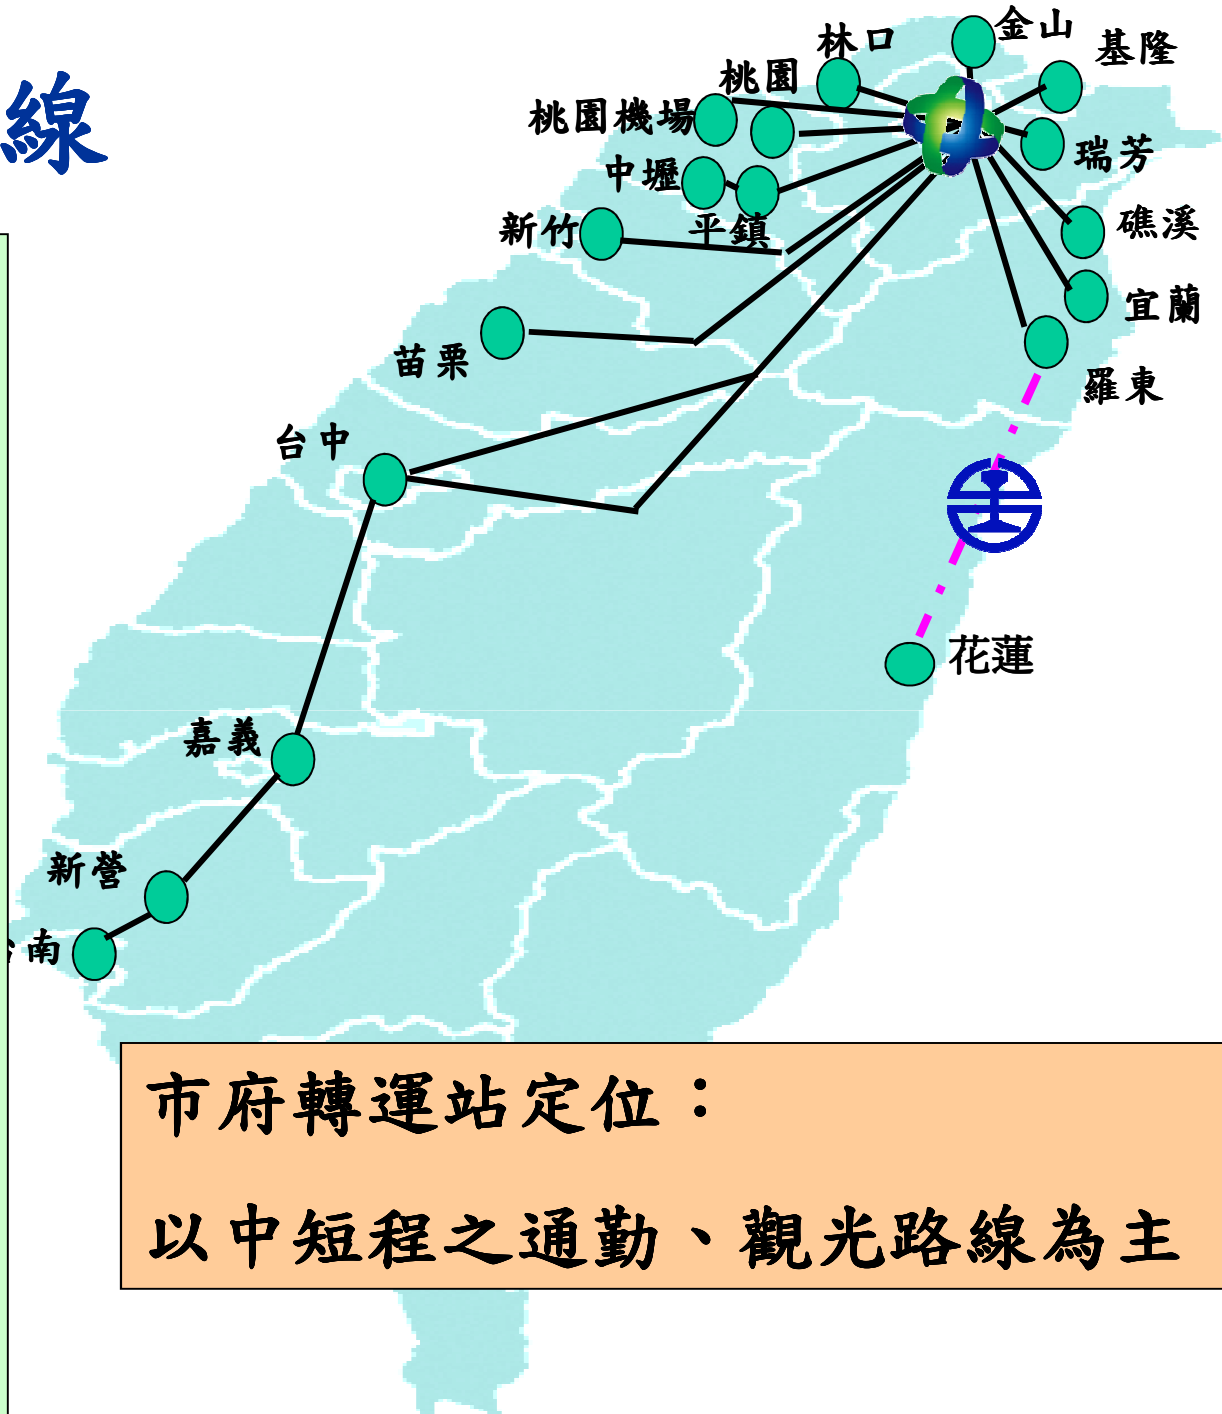 線
金山
林口
基隆
桃園
桃園機場
瑞芳
中壢
平鎮
新竹
礁溪
宜蘭
苗栗
羅東
台中
花蓮
嘉義
新營
南
市府轉運站定位：
以中短程之通勤、觀光路線為主